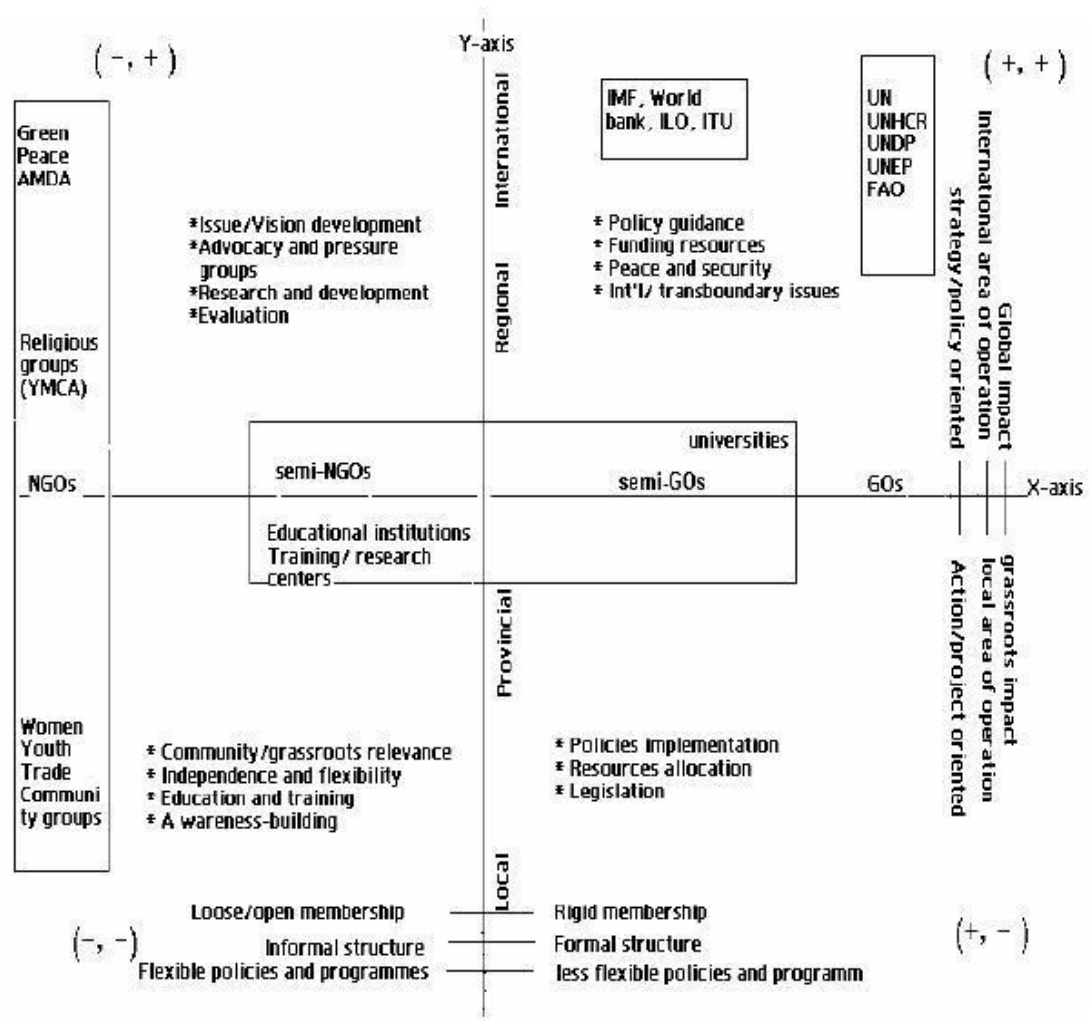 Y-axis
(-, +)
(+, +)
Green
Peace
AMDA
Religious
groups
(YMCA)
NGOs
Women
Youth
Trade
Communi
ty groups
*Issue/Vision development
*Advocacy and pressure
groups
*Research and development
*Evaluation
International
Regional
IMF, World
bank, ILO, ITU
* Policy guidance
* Funding resources
* Peace and security
* Int'l/ transboundary issues
UN
UNHCR
UNDP
UNEP
FAO
strategy/policy oriented
International area of operation
Global impact
universities
semi-NGOs
semi-GOs
GOs
X-axis
Educational institutions
Training/ research
centers
Provincial
Local
Action/project oriented
local area of operation
grassroots impact
* Community/grassroots relevance
* Independence and flexibility
* Education and training
* A wareness-building
* Policies implementation
* Resources allocation
* Legislation
Loose/open membership
Rigid membership
(-, -)
(+, -)
Informal structure
Formal structure
Flexible policies and programmes
less flexible policies and programm